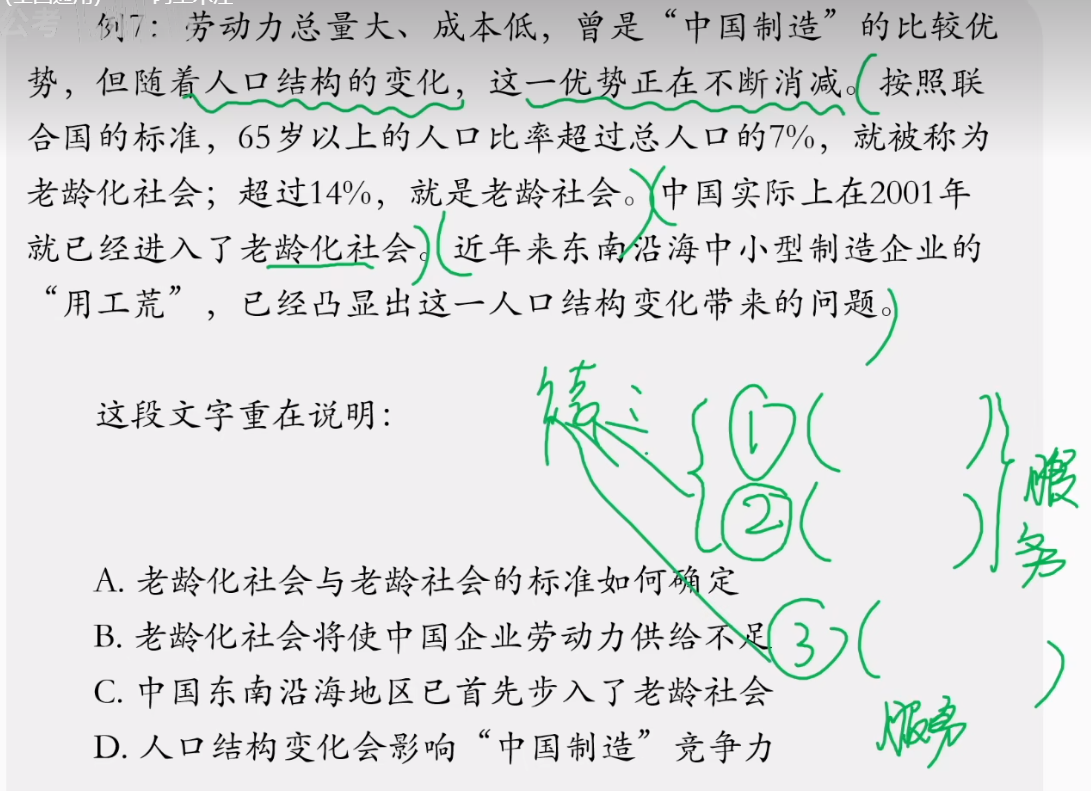 例7：劳动力总量大、成本低，曾是“中国制造”的比较优
势，但随着人口结构的变化，这一优势正在不断消减。按照联
合国的标准，65岁以上的人口比率超过总人口的7%，就被称为
老龄化社会；超过14%，就是老龄社会。中国实际上在2001年
就已经进入了老龄化社会。近年来东南沿海中小型制造企业的
“用工荒”，已经凸显出这一人口结构变化带来的问题。
这段文字重在说明：
①
②
服务
A. 老龄化社会与老龄社会的标准如何确定
B. 老龄化社会将使中国企业劳动力供给不足
③
C. 中国东南沿海地区已首先步入了老龄社会
D. 人口结构变化会影响“中国制造”竞争力
服务